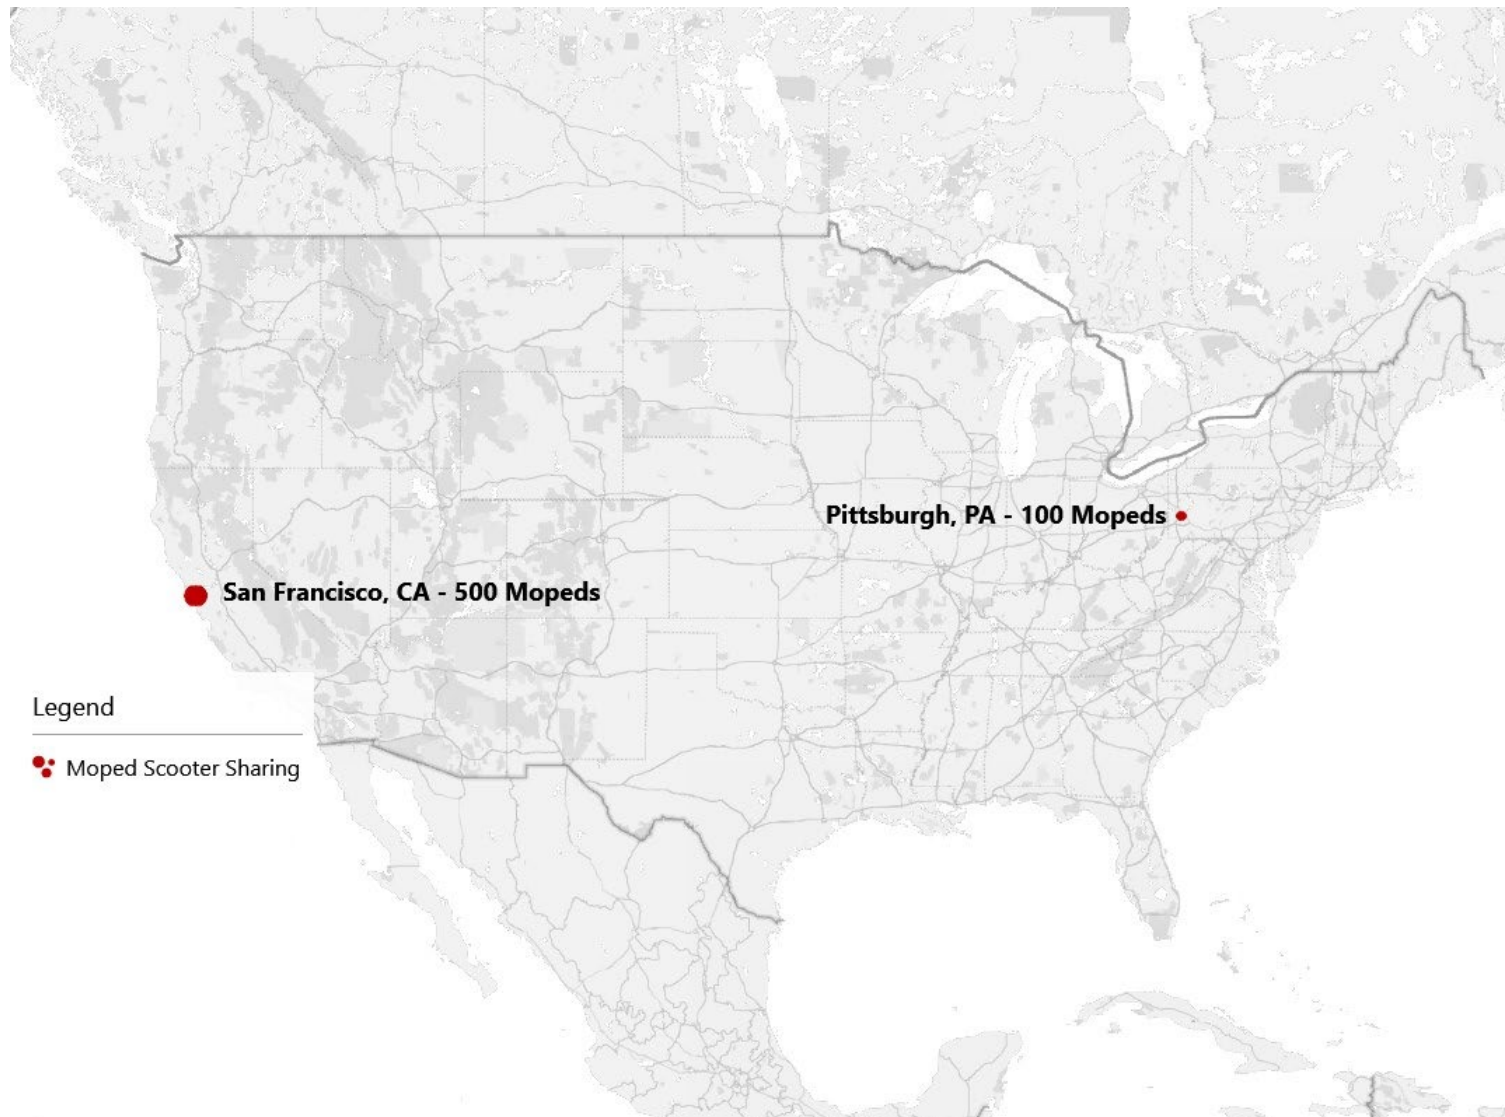 Pittsburgh, PA - 100 Mopeds
San Francisco, CA - 500 Mopeds
Legend
Moped Scooter Sharing